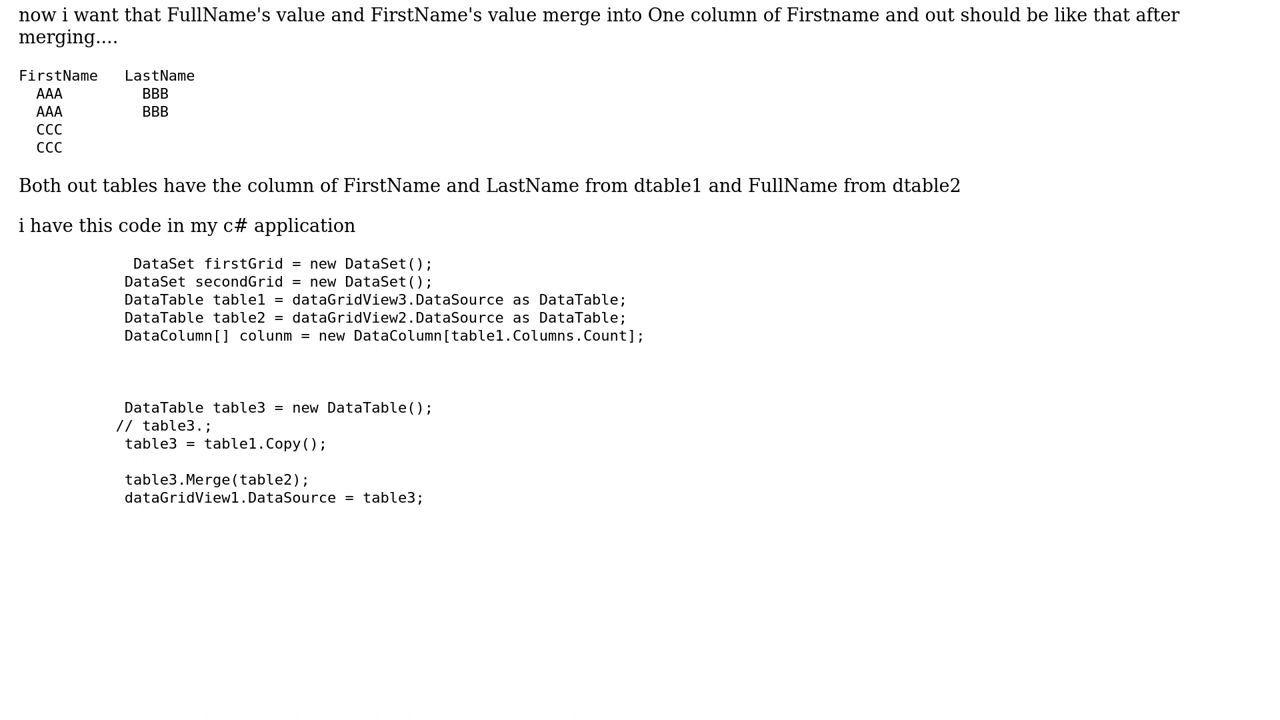 now i want that FullName's value and FirstName's value merge into One column of Firstname and out should be like that after
merging....
FirstName   LastName
  AAA         BBB
  AAA         BBB
  CCC
  CCC
Both out tables have the column of FirstName and LastName from dtable1 and FullName from dtable2
i have this code in my c# application
  DataSet firstGrid = new DataSet();
 DataSet secondGrid = new DataSet();
 DataTable table1 = dataGridView3.DataSource as DataTable;
 DataTable table2 = dataGridView2.DataSource as DataTable;
 DataColumn[] colunm = new DataColumn[table1.Columns.Count];
 DataTable table3 = new DataTable();
// table3.;
 table3 = table1.Copy();
 table3.Merge(table2);
 dataGridView1.DataSource = table3;